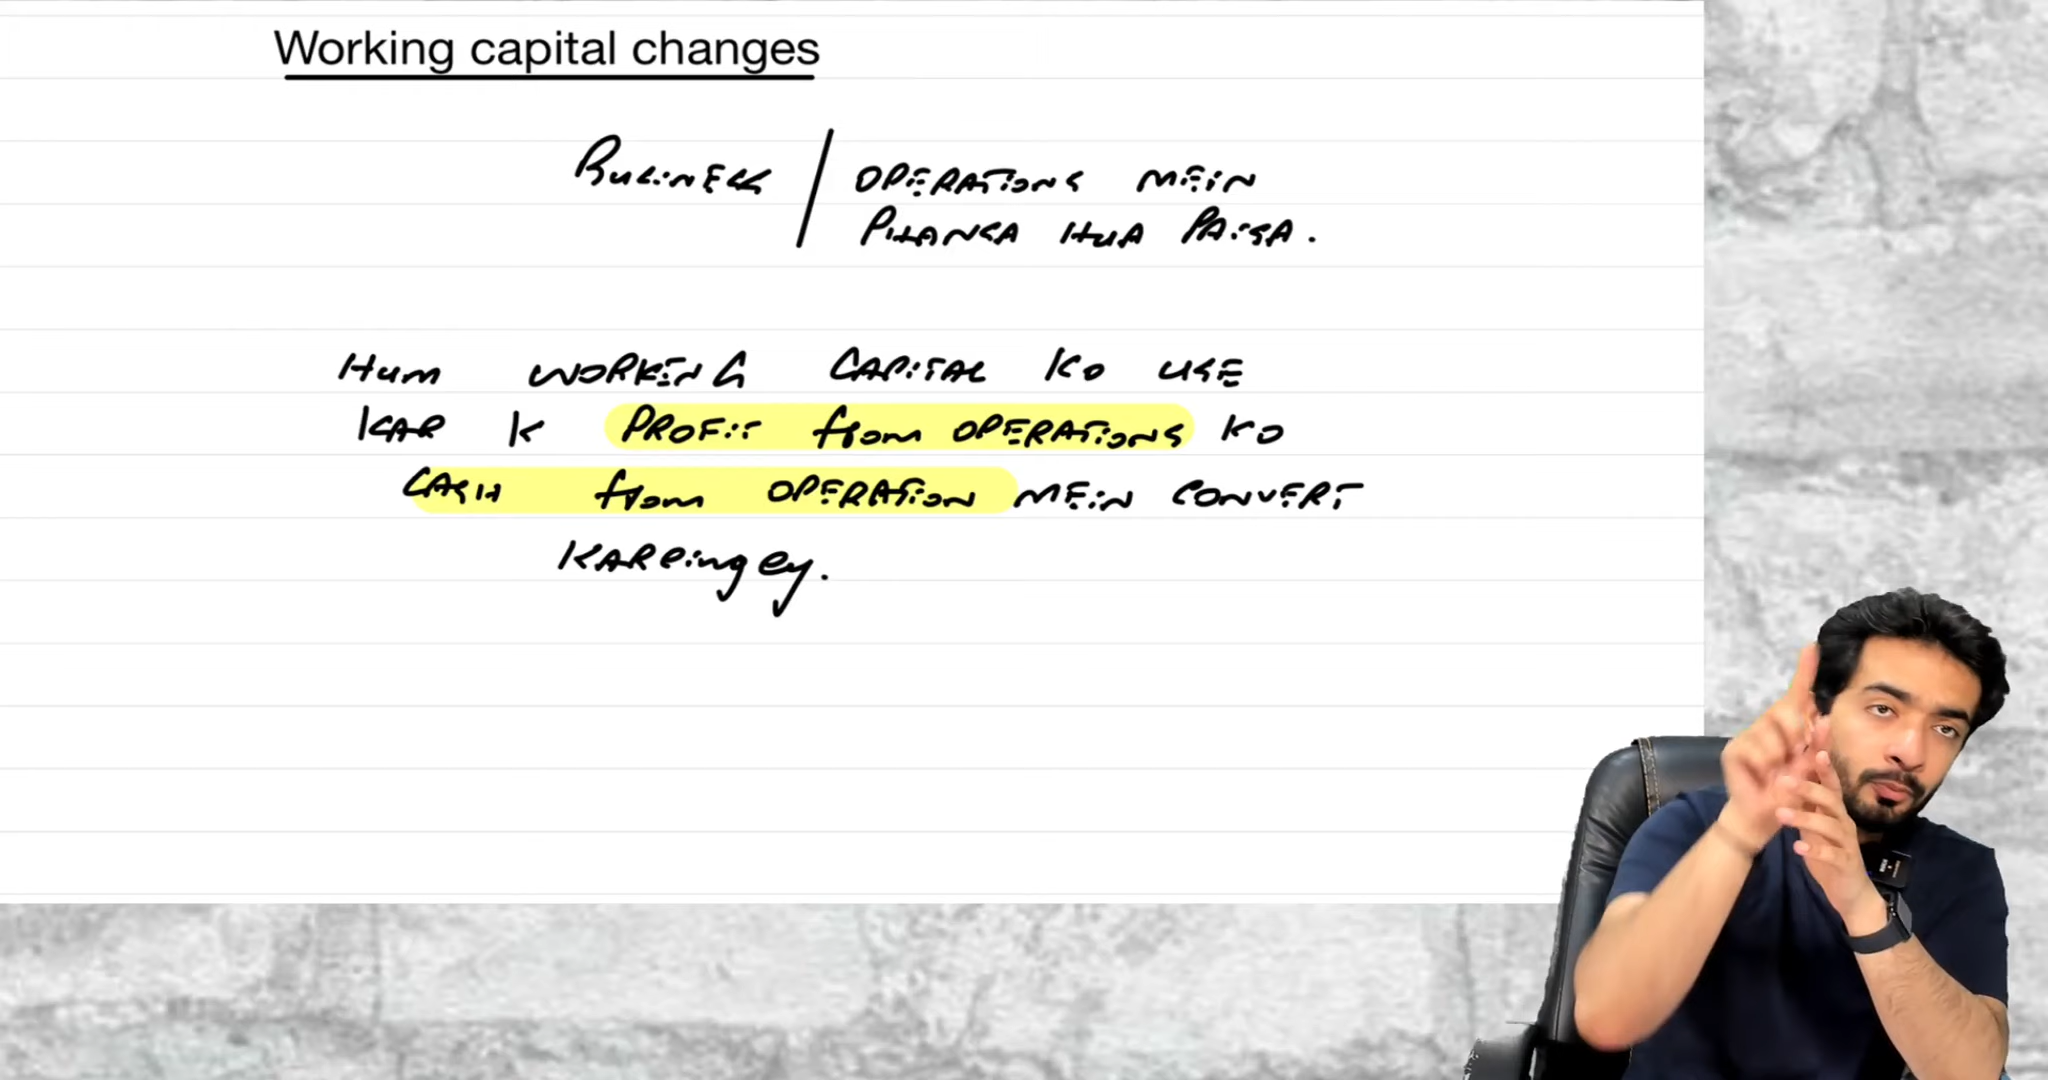 Working capital changes
BUSINESS / OPERATIONS MEIN
PHANSA HUA PAISA.
HUM WORKING CAPITAL KO USE
KAR K PROFIT from OPERATIONS KO
CASH from OPERATION MEIN CONVERT
KAReingey.